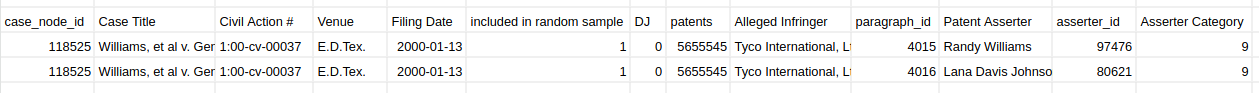 case_node_id Case Title Civil Action # Venue Filing Date included in random sample DJ patents Alleged Infringer paragraph_id Patent Asserter asserter_id Asserter Category
118525 Williams, et al v. Ger 1:00-cv-00037 E.D.Tex. 2000-01-13 1 0 5655545 Tyco International, Lt 4015 Randy Williams 97476 9
118525 Williams, et al v. Ger 1:00-cv-00037 E.D.Tex. 2000-01-13 1 0 5655545 Tyco International, Lt 4016 Lana Davis Johnso 80621 9